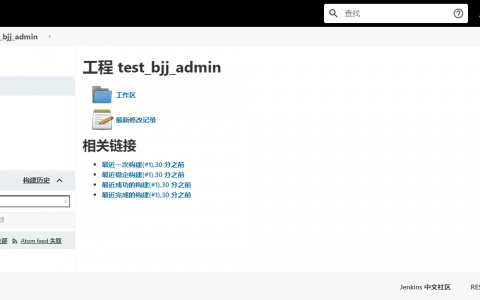 查找
_bjj_admin
工程 test_bjj_admin
工作区
最新修改记录
相关链接
最近一次构建(#1),30 分之前
最近稳定构建(#1),30 分之前
最近成功的构建(#1),30 分之前
最近完成的构建(#1),30 分之前
构建历史
Atom feed 失败
Jenkins 中文社区
RES